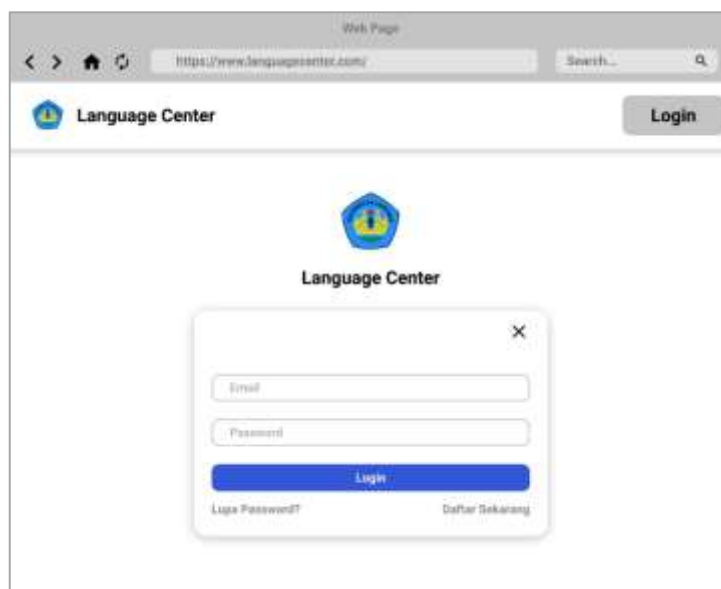 Web Page
https://www.languagecenter.com/
Search...
Language Center
Login
Language Center
Email
Password
Login
Lupa Password?
Daftar Sekarang